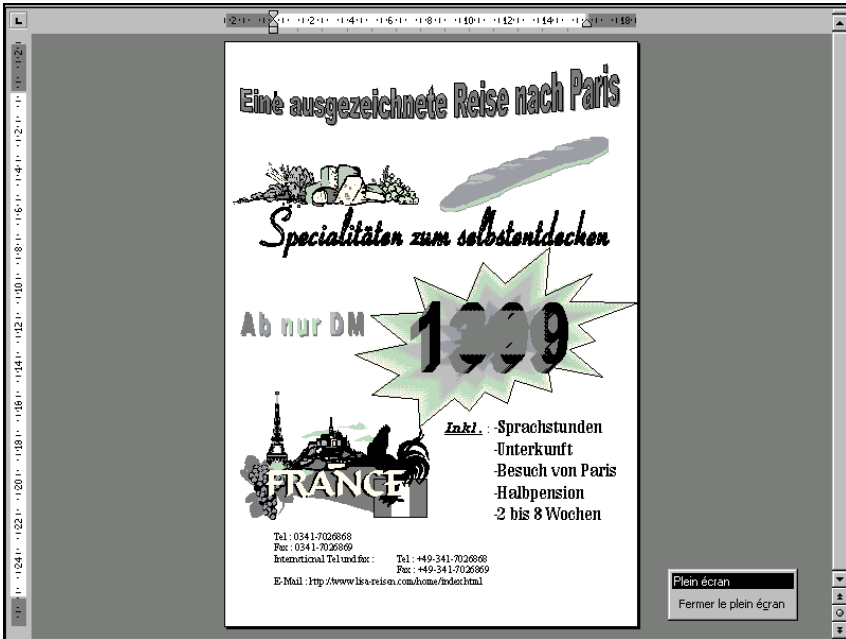 Eine ausgezeichnete Reise nach Paris
Specialitäten zum selbstentdecken
Ab nur DM 1999
FRANCE
Inkl. : -Sprachstunden
-Unterkunft
-Besuch von Paris
-Halbpension
-2 bis 8 Wochen
Tel : 0341-7026868
Fax : 0341-7026869
International Tel und fax : Tel : +49-341-7026868
Fax : +49-341-7026869
E-Mail : http://www.lisa-reisen.com/home/index.html
Plein écran
Fermer le plein écran